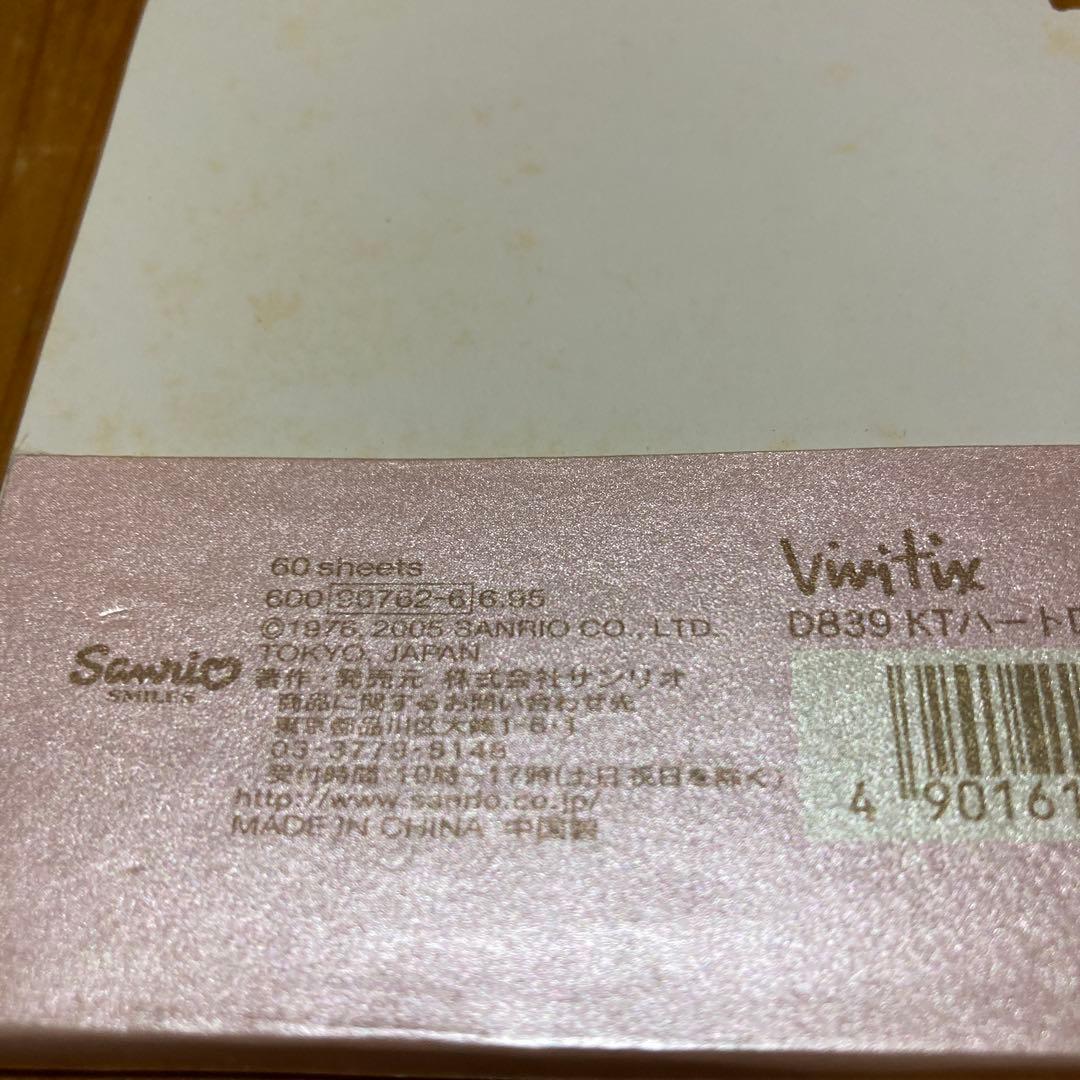 60 sheets
600 90762-6 6.95
©1976, 2005 SANRIO CO., LTD.
TOKYO, JAPAN
Sanrio
SMILES
著作・発売元 株式会社サンリオ
商品に関するお問い合わせ先
東京都品川区大崎1-6-1
03-3779-8148
受付時間:10時〜17時(土日祝日を除く)
http://www.sanrio.co.jp/
MADE IN CHINA 中国製
Vivitix
D839 KTハートD
4 90161